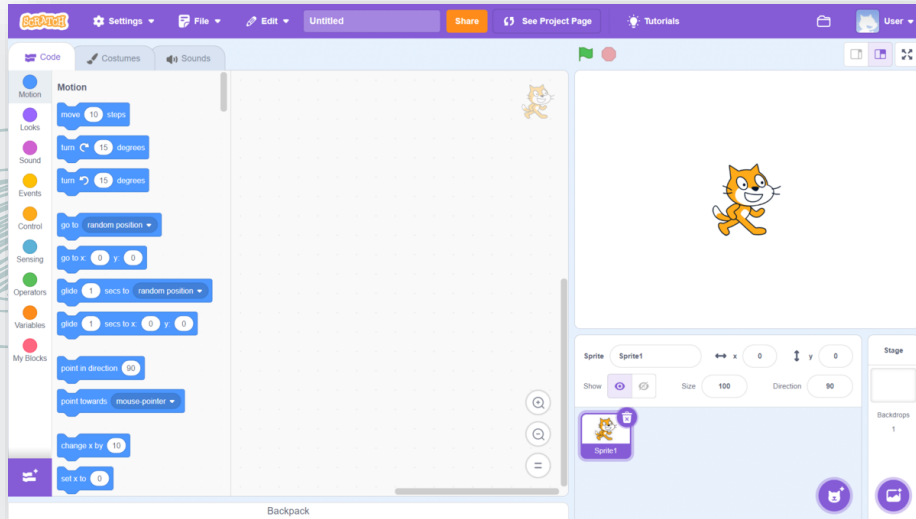 SCRATCH Settings File Edit Untitled Share See Project Page Tutorials User
Code Costumes Sounds
Motion
Looks
Sound
Events
Control
Sensing
Operators
Variables
My Blocks
Motion
move 10 steps
turn 15 degrees
turn 15 degrees
go to random position
go to x: 0 y: 0
glide 1 secs to random position
glide 1 secs to x: 0 y: 0
point in direction 90
point towards mouse-pointer
change x by 10
set x to 0
Sprite Sprite1 x 0 y 0
Show Size 100 Direction 90
Sprite1
Stage
Backdrops
1
Backpack